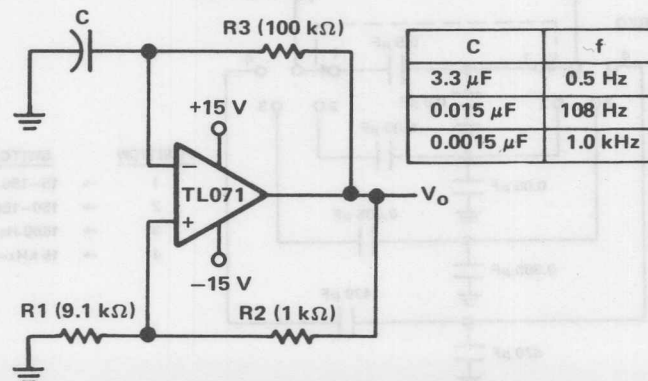 C
R3 (100 kΩ)
+15 V
−
TL071
+
−15 V
Vo
R1 (9.1 kΩ)
R2 (1 kΩ)
C f
3.3 μF 0.5 Hz
0.015 μF 108 Hz
0.0015 μF 1.0 kHz